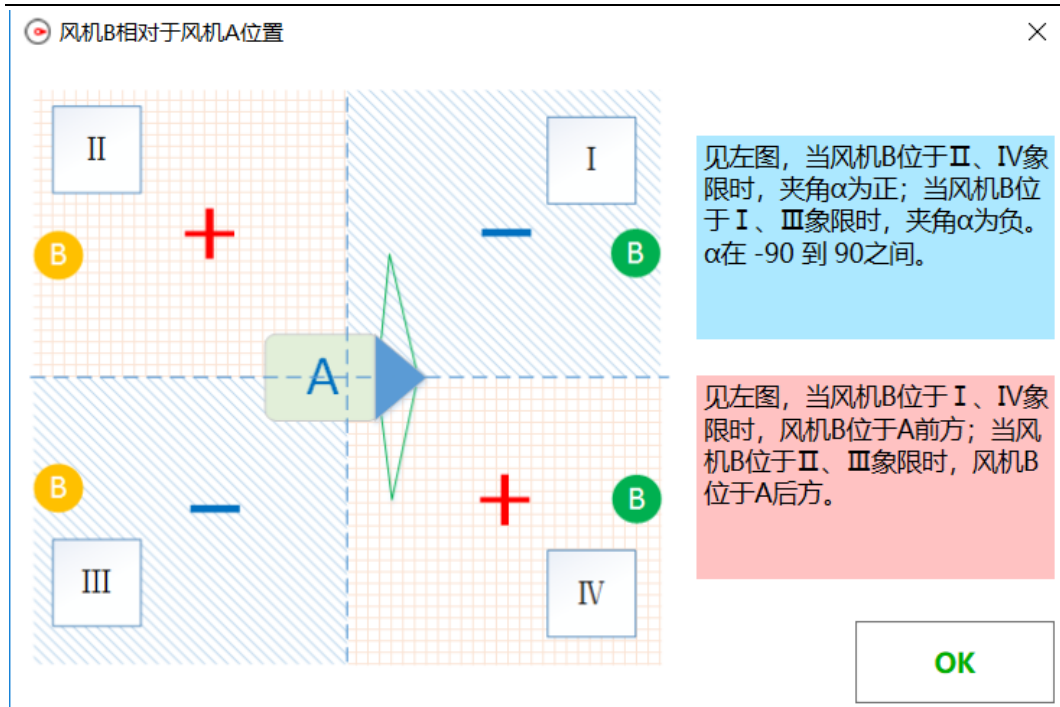 风机B相对于风机A位置
II
I
见左图，当风机B位于Ⅱ、Ⅳ象
限时，夹角α为正；当风机B位
于Ⅰ、Ⅲ象限时，夹角α为负。
α在 -90 到 90之间。
+
−
B
B
A
见左图，当风机B位于Ⅰ、Ⅳ象
限时，风机B位于A前方；当风
机B位于Ⅱ、Ⅲ象限时，风机B
位于A后方。
B
−
+
B
III
IV
OK